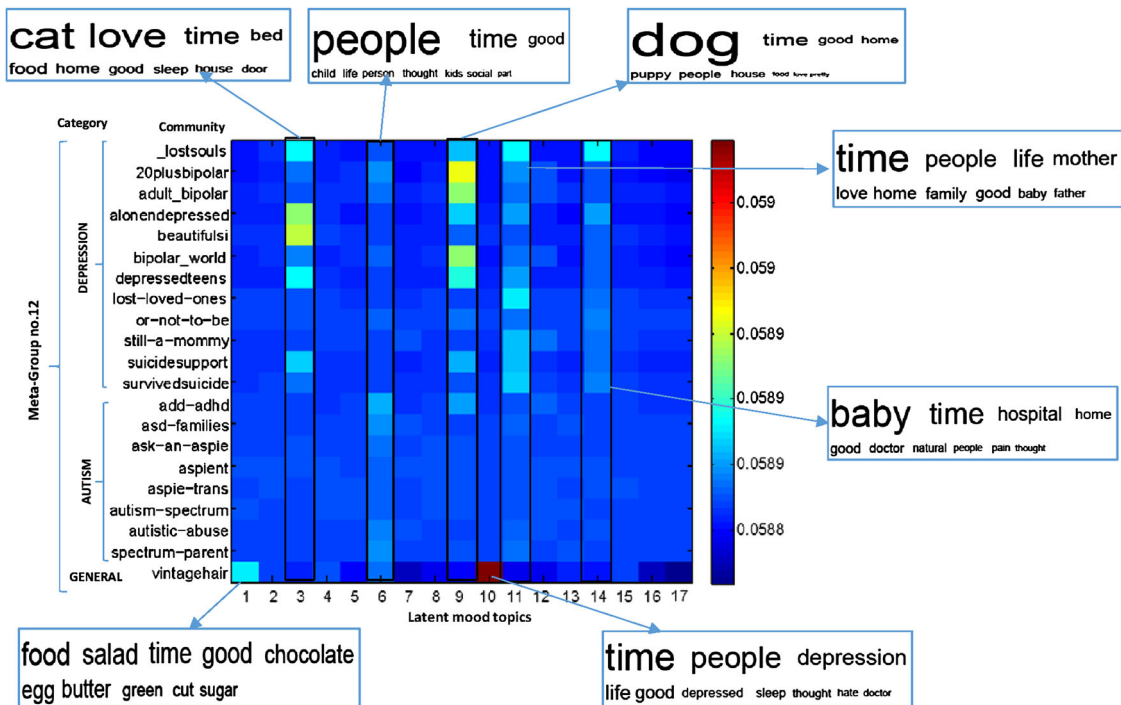 cat love time bed
food home good sleep house door
people time good
child life person thought kids social part
dog time good home
puppy people house food love pretty
Category
Community
Meta-Group no.12
DEPRESSION
_lostsouls
20plusbipolar
adult_bipolar
alonendepressed
beautifulsi
bipolar_world
depressedteens
lost-loved-ones
or-not-to-be
still-a-mommy
suicidesupport
survivedsuicide
AUTISM
add-adhd
asd-families
ask-an-aspie
aspient
aspie-trans
autism-spectrum
autistic-abuse
spectrum-parent
GENERAL
vintagehair
1 2 3 4 5 6 7 8 9 10 11 12 13 14 15 16 17
Latent mood topics
0.059
0.059
0.0589
0.0589
0.0589
0.0588
time people life mother
love home family good baby father
baby time hospital home
good doctor natural people pain thought
food salad time good chocolate
egg butter green cut sugar
time people depression
life good depressed sleep thought hate doctor